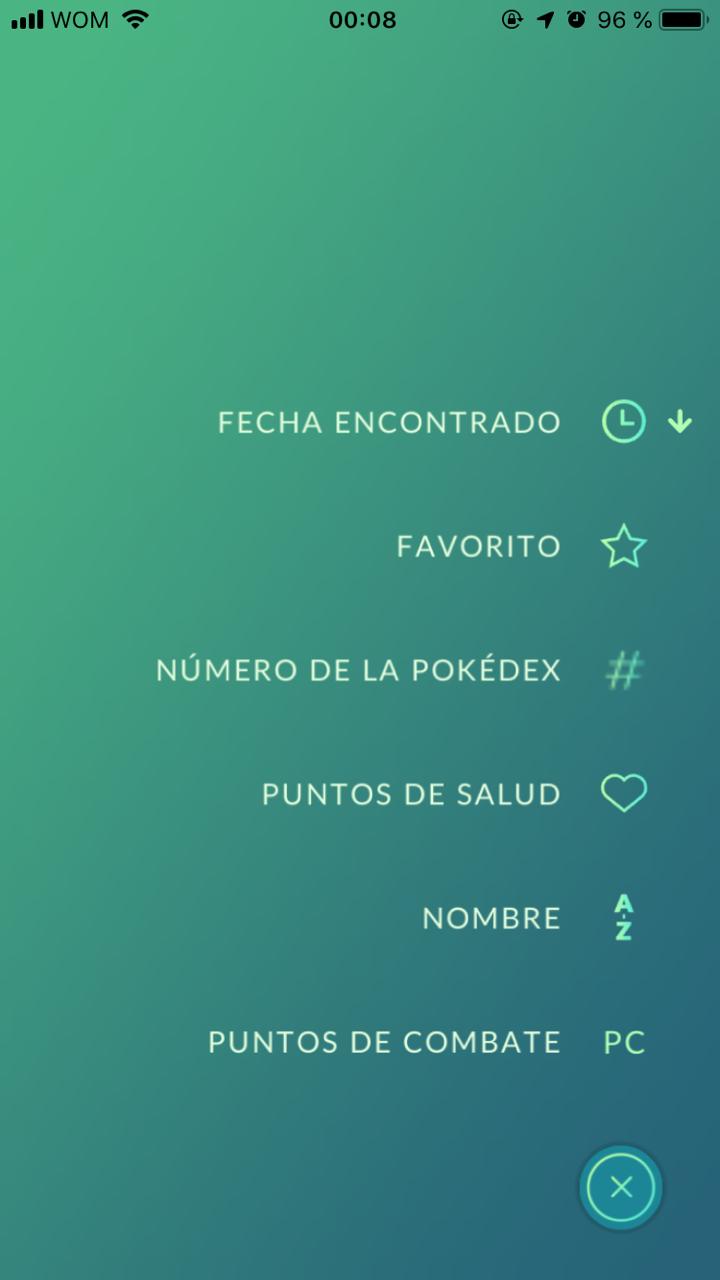 WOM 00:08 96 %
FECHA ENCONTRADO
FAVORITO
NÚMERO DE LA POKÉDEX #
PUNTOS DE SALUD
NOMBRE A-Z
PUNTOS DE COMBATE PC